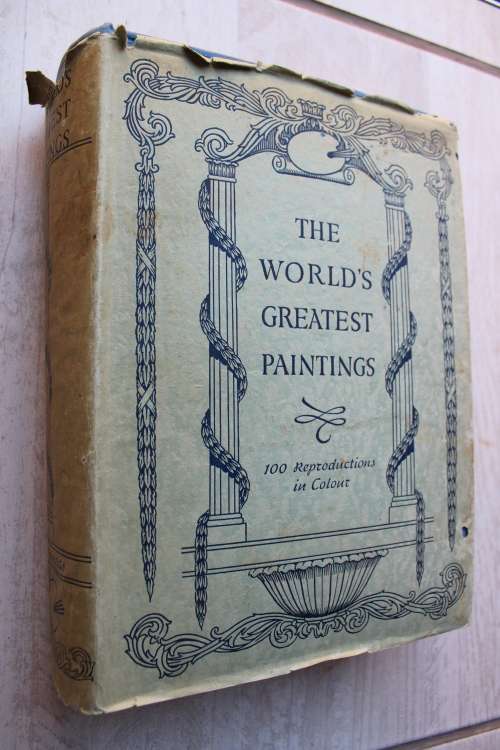 THE
WORLD'S
GREATEST
PAINTINGS
100 Reproductions
in Colour